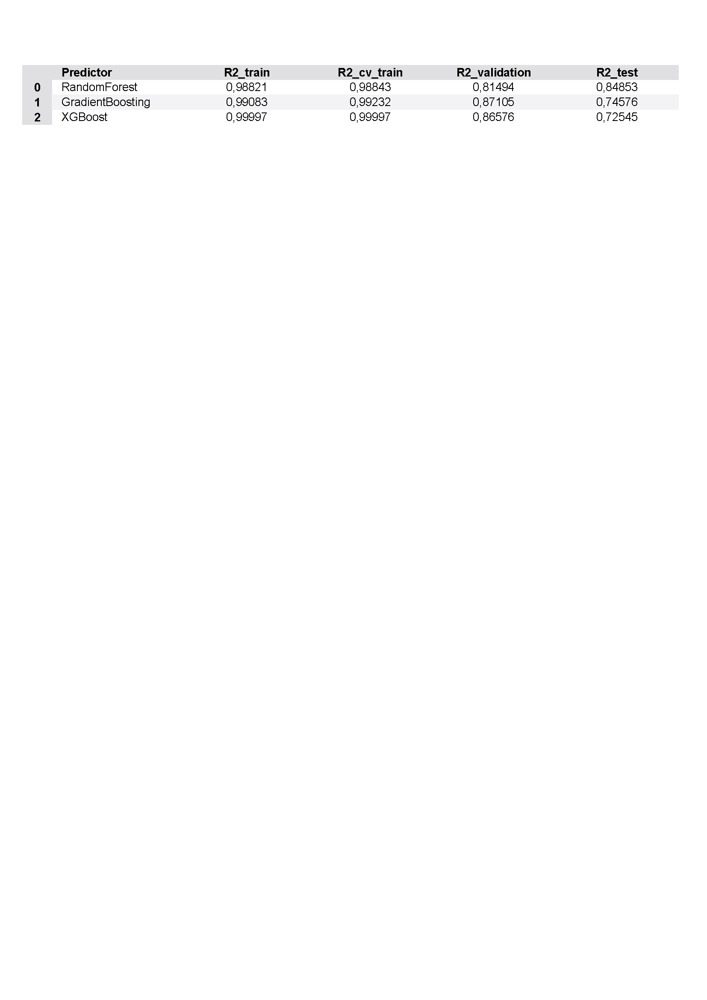 Predictor R2_train R2_cv_train R2_validation R2_test
0 RandomForest 0,98821 0,98843 0,81494 0,84853
1 GradientBoosting 0,99083 0,99232 0,87105 0,74576
2 XGBoost 0,99997 0,99997 0,86576 0,72545